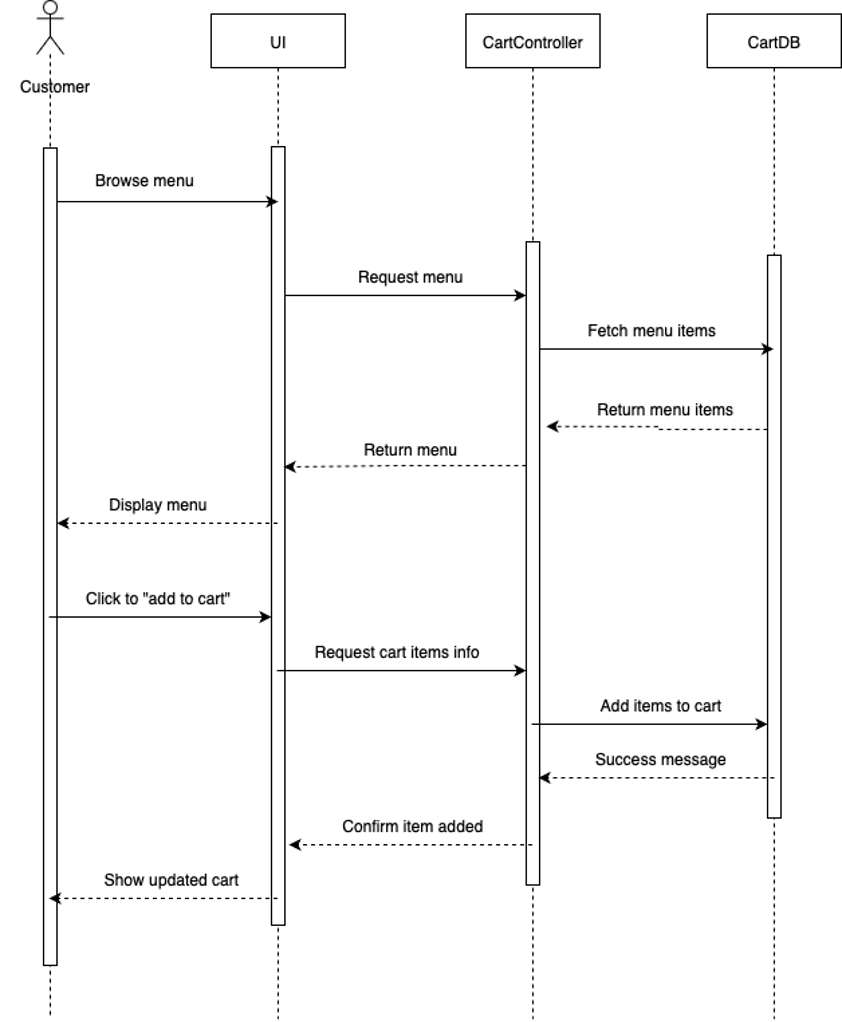 UI
CartController
CartDB
Customer
Browse menu
Request menu
Fetch menu items
Return menu items
Return menu
Display menu
Click to "add to cart"
Request cart items info
Add items to cart
Success message
Confirm item added
Show updated cart